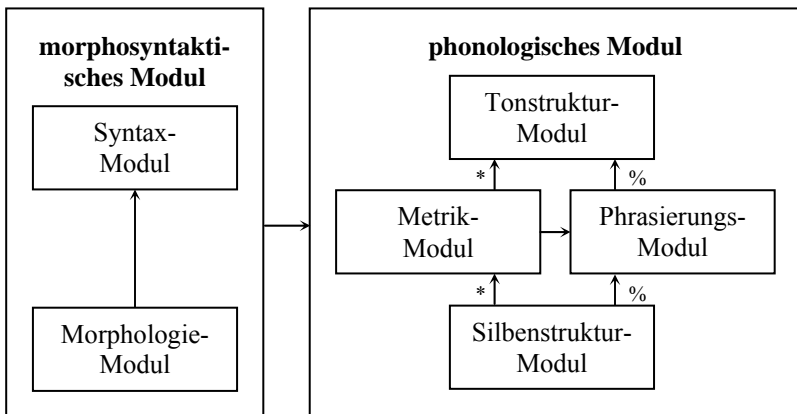 morphosyntakti-
sches Modul
Syntax-
Modul
Morphologie-
Modul
phonologisches Modul
Tonstruktur-
Modul
* %
Metrik-
Modul
Phrasierungs-
Modul
* %
Silbenstruktur-
Modul